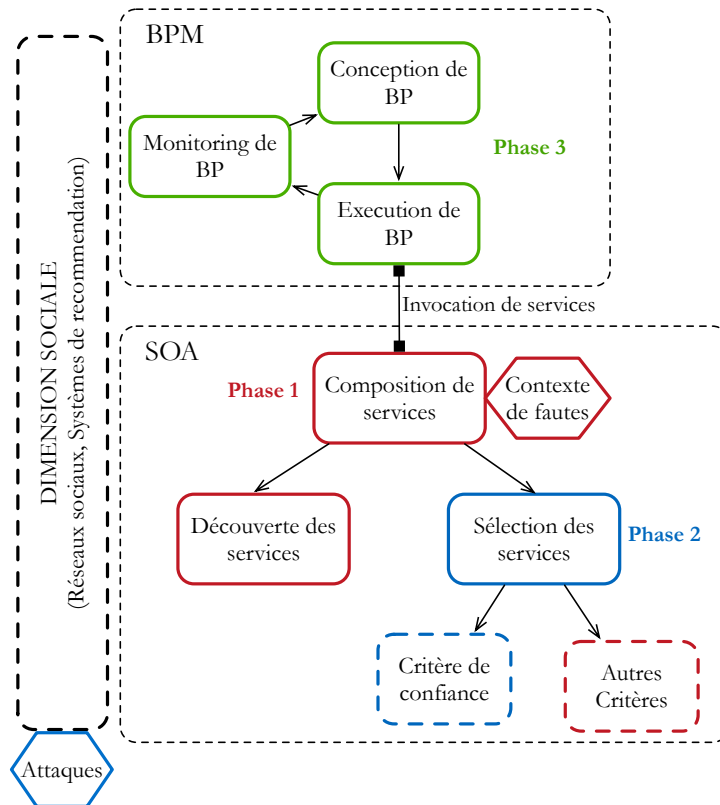 BPM
Conception de
BP
Monitoring de
BP
Phase 3
Execution de
BP
Invocation de services
SOA
Phase 1
Composition de
services
Contexte
de fautes
Découverte des
services
Sélection des
services
Phase 2
Critère de
confiance
Autres
Critères
DIMENSION SOCIALE
(Réseaux sociaux, Systèmes de recommendation)
Attaques